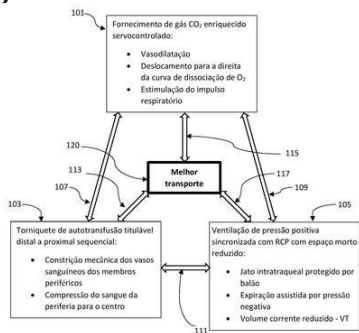 101
Fornecimento de gás CO₂ enriquecido
servocontrolado:
• Vasodilatação
• Deslocamento para a direita
da curva de dissociação de O₂
• Estimulação do impulso
respiratório
120
113
107
Melhor
transporte
115
117
109
103
Torniquete de autotransfusão titulável
distal a proximal sequencial:
• Constrição mecânica dos vasos
sanguíneos dos membros
periféricos
• Compressão do sangue da
periferia para o centro
105
Ventilação de pressão positiva
sincronizada com RCP com espaço morto
reduzido:
• Jato intratraqueal protegido por
balão
• Expiração assistida por pressão
negativa
• Volume corrente reduzido - VT
111